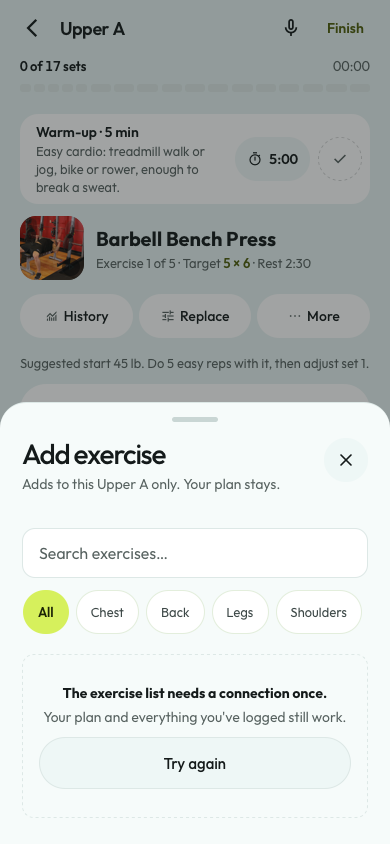 Upper A
Finish
0 of 17 sets
00:00
Warm-up · 5 min
Easy cardio: treadmill walk or
jog, bike or rower, enough to
break a sweat.
5:00
Barbell Bench Press
Exercise 1 of 5 · Target 5 × 6 · Rest 2:30
History
Replace
More
Suggested start 45 lb. Do 5 easy reps with it, then adjust set 1.
Add exercise
Adds to this Upper A only. Your plan stays.
Search exercises...
All
Chest
Back
Legs
Shoulders
The exercise list needs a connection once.
Your plan and everything you've logged still work.
Try again